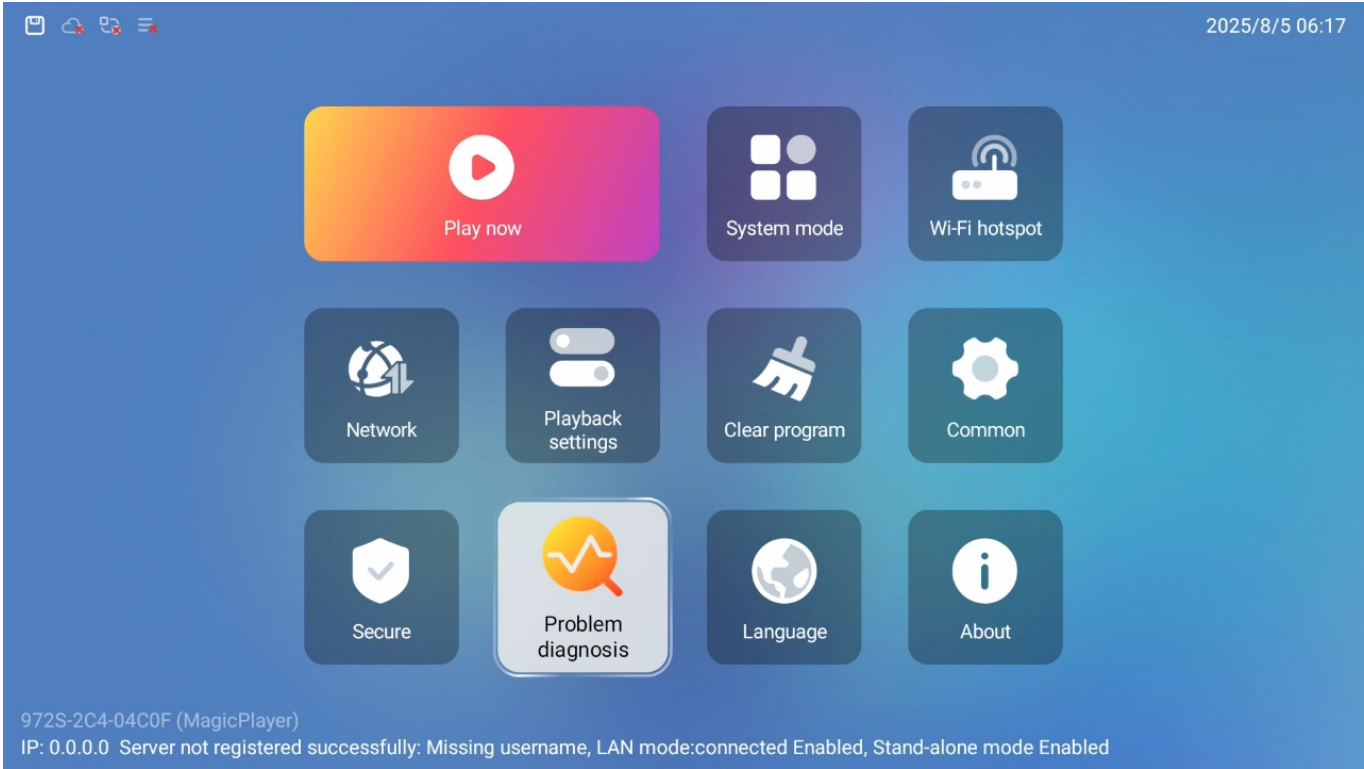 2025/8/5 06:17
Play now
System mode
Wi-Fi hotspot
Network
Playback
settings
Clear program
Common
Secure
Problem
diagnosis
Language
About
972S-2C4-04C0F (MagicPlayer)
IP: 0.0.0.0 Server not registered successfully: Missing username, LAN mode:connected Enabled, Stand-alone mode Enabled